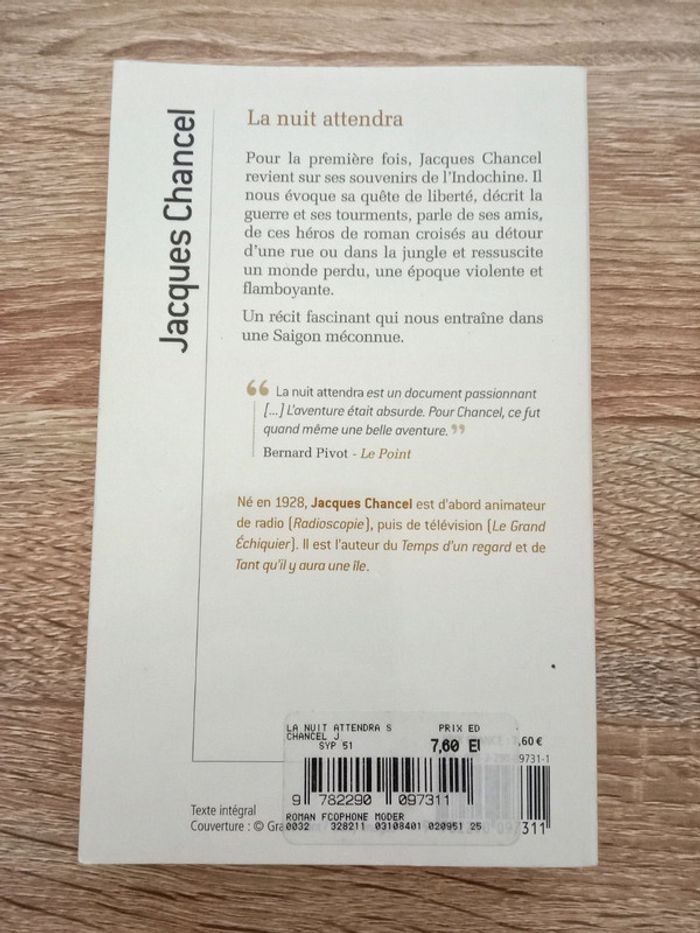 Jacques Chancel
La nuit attendra
Pour la première fois, Jacques Chancel
revient sur ses souvenirs de l'Indochine. Il
nous évoque sa quête de liberté, décrit la
guerre et ses tourments, parle de ses amis,
de ces héros de roman croisés au détour
d'une rue ou dans la jungle et ressuscite
un monde perdu, une époque violente et
flamboyante.
Un récit fascinant qui nous entraîne dans
une Saigon méconnue.
“ La nuit attendra est un document passionnant
[...] L'aventure était absurde. Pour Chancel, ce fut
quand même une belle aventure. ”
Bernard Pivot - Le Point
Né en 1928, Jacques Chancel est d'abord animateur
de radio (Radioscopie), puis de télévision (Le Grand
Échiquier). Il est l'auteur du Temps d'un regard et de
Tant qu'il y aura une île.
LA NUIT ATTENDRA S PRIX ED
CHANCEL J
SYP 51 7,60 EU
7,60 €
9731-1
9 782290 097311
Texte intégral
ROMAN FCOPHONE MODER
Couverture : © Gra
0032 328211 03108401 020951 25
097311